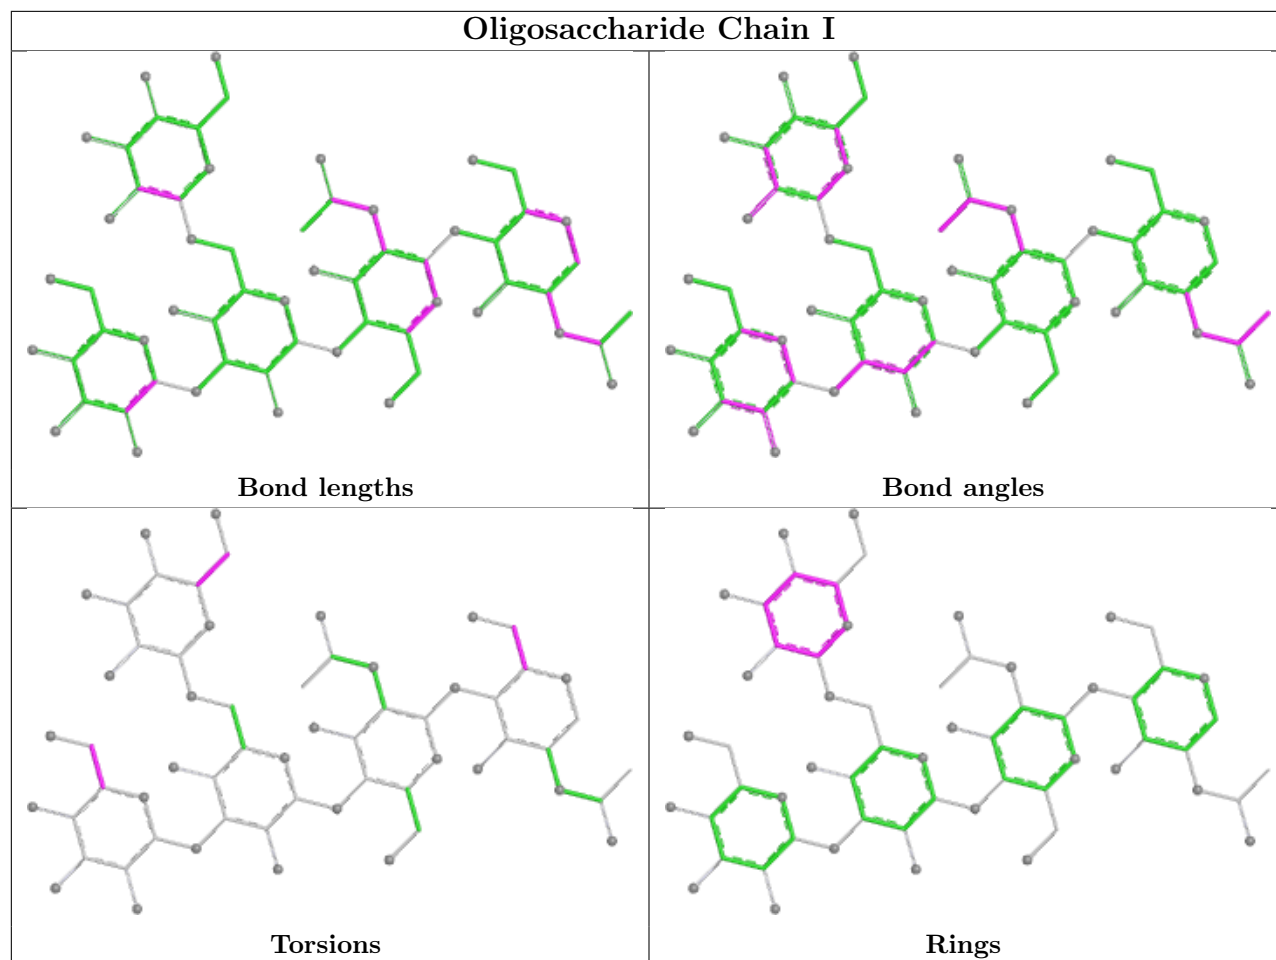 Oligosaccharide Chain I
Bond lengths
Bond angles
Torsions
Rings